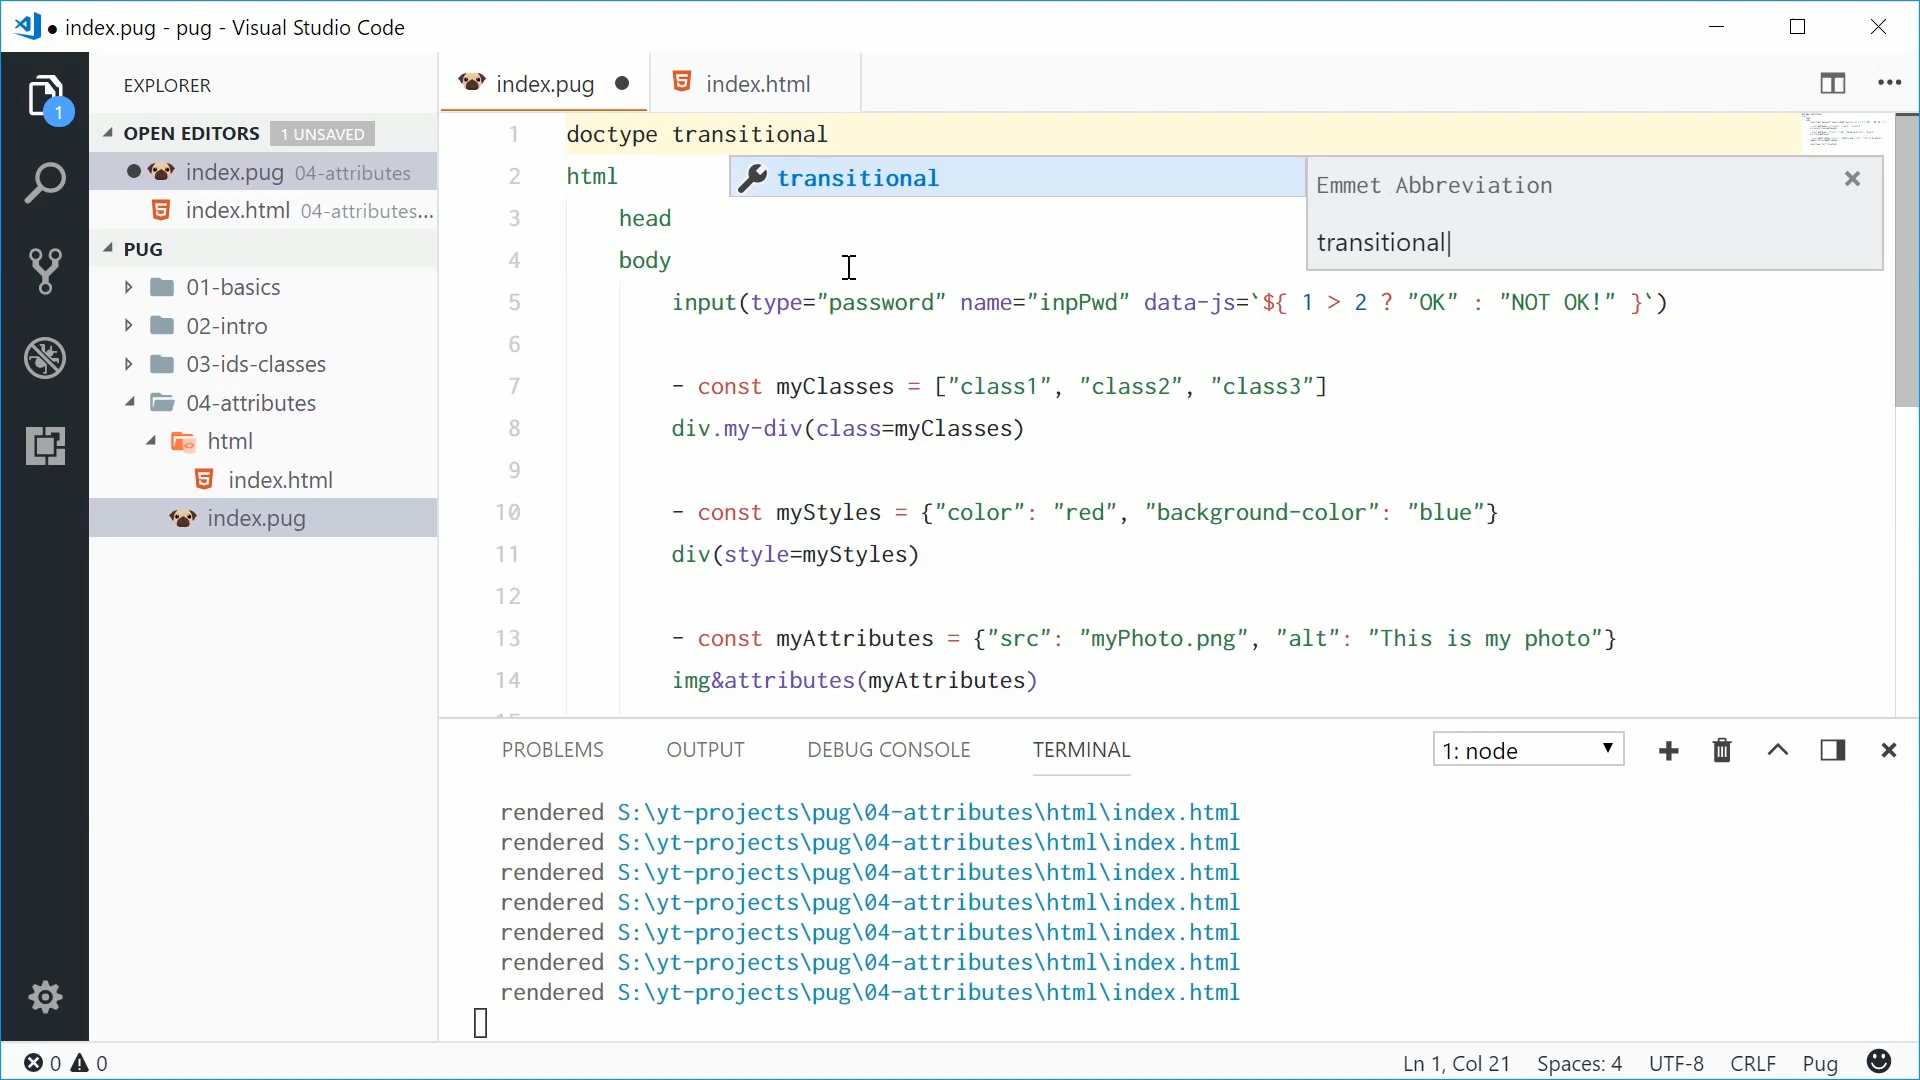 ● index.pug - pug - Visual Studio Code
EXPLORER
OPEN EDITORS 1 UNSAVED
index.pug 04-attributes
index.html 04-attributes...
PUG
01-basics
02-intro
03-ids-classes
04-attributes
html
index.html
index.pug
1
index.pug ●
index.html
1 doctype transitional
2 html
3 head
4 body
5 input(type="password" name="inpPwd" data-js=`${ 1 > 2 ? "OK" : "NOT OK!" }`)
6
7 - const myClasses = ["class1", "class2", "class3"]
8 div.my-div(class=myClasses)
9
10 - const myStyles = {"color": "red", "background-color": "blue"}
11 div(style=myStyles)
12
13 - const myAttributes = {"src": "myPhoto.png", "alt": "This is my photo"}
14 img&attributes(myAttributes)
transitional
Emmet Abbreviation
transitional|
PROBLEMS OUTPUT DEBUG CONSOLE TERMINAL 1: node
rendered S:\yt-projects\pug\04-attributes\html\index.html
rendered S:\yt-projects\pug\04-attributes\html\index.html
rendered S:\yt-projects\pug\04-attributes\html\index.html
rendered S:\yt-projects\pug\04-attributes\html\index.html
rendered S:\yt-projects\pug\04-attributes\html\index.html
rendered S:\yt-projects\pug\04-attributes\html\index.html
rendered S:\yt-projects\pug\04-attributes\html\index.html
0 0 Ln 1, Col 21 Spaces: 4 UTF-8 CRLF Pug